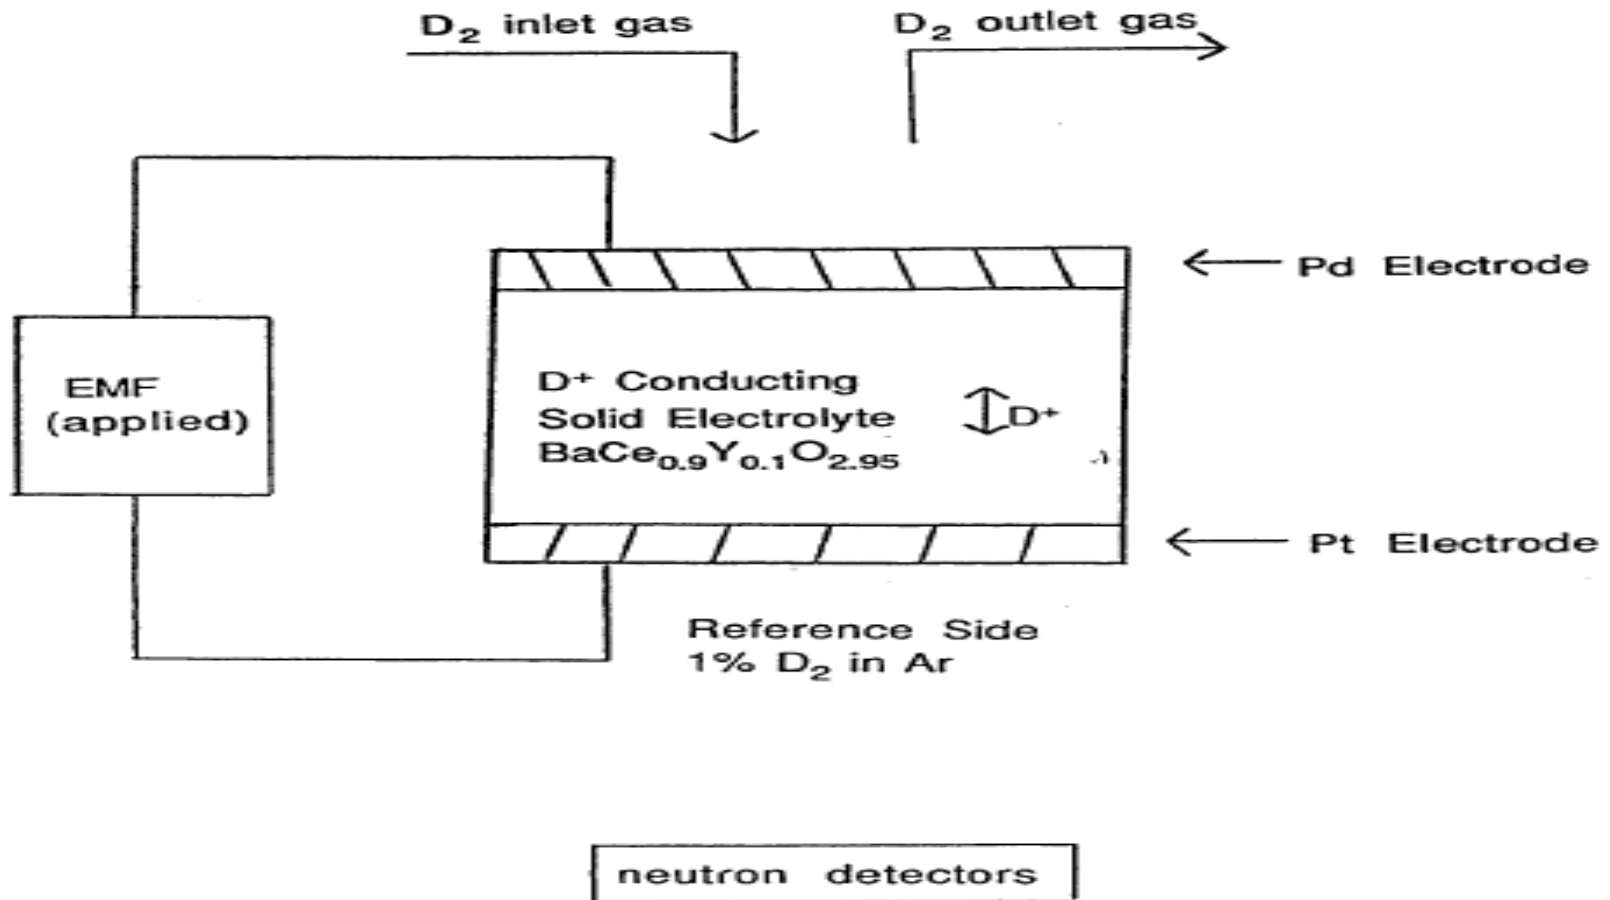 D₂ inlet gas
D₂ outlet gas
Pd Electrode
EMF
(applied)
D⁺ Conducting
Solid Electrolyte
BaCe₀.₉Y₀.₁O₂.₉₅
D⁺
Pt Electrode
Reference Side
1% D₂ in Ar
neutron detectors